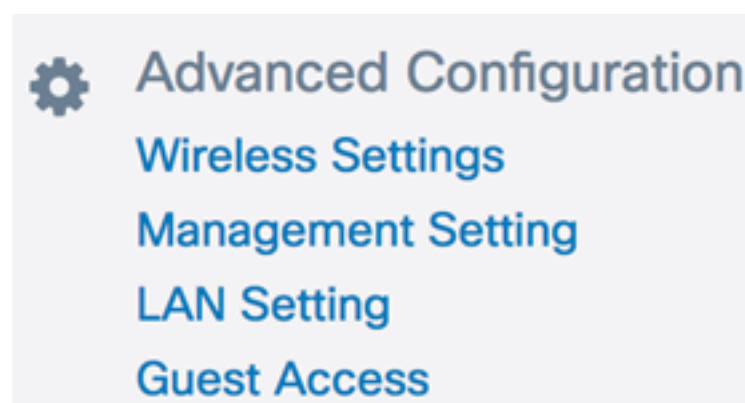 Advanced Configuration
Wireless Settings
Management Setting
LAN Setting
Guest Access